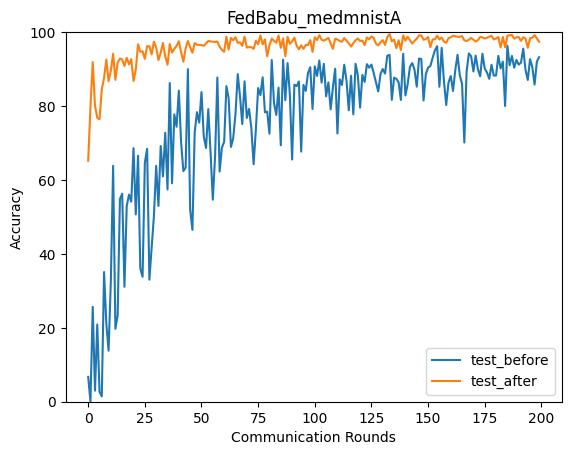 FedBabu_medmnistA
Accuracy
100
80
60
40
20
0
0 25 50 75 100 125 150 175 200
Communication Rounds
test_before
test_after